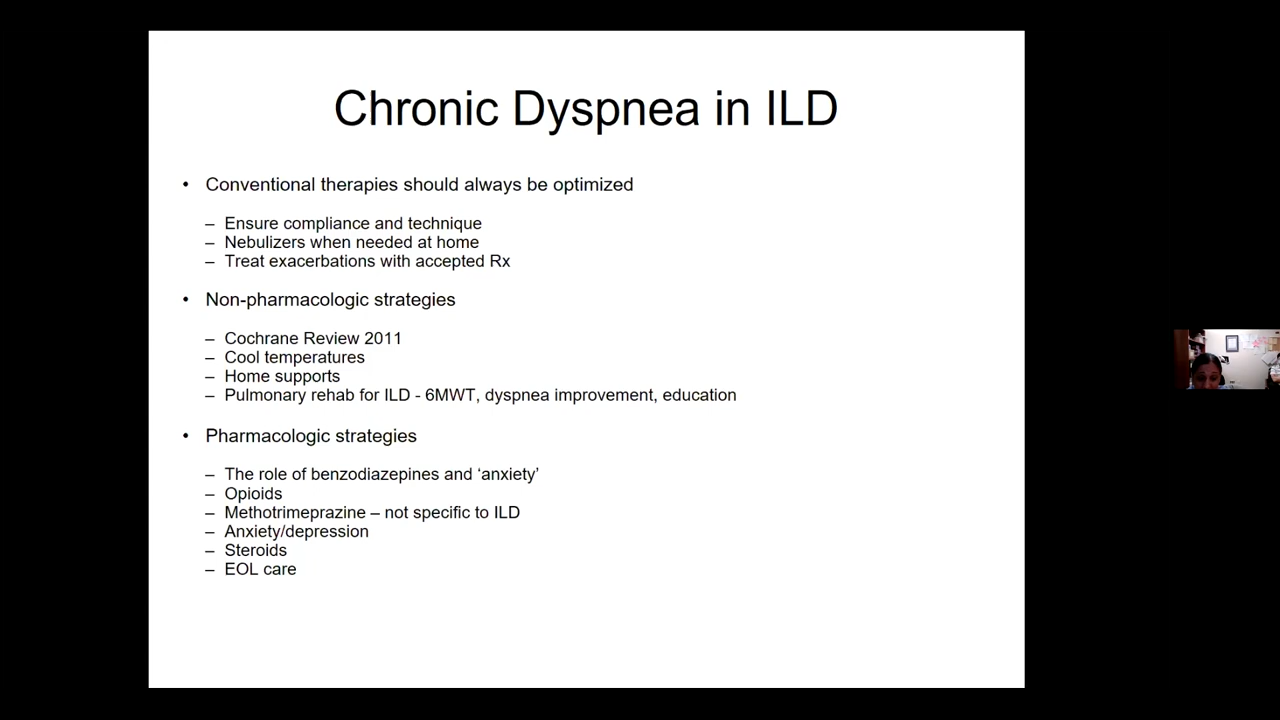 Chronic Dyspnea in ILD
• Conventional therapies should always be optimized
– Ensure compliance and technique
– Nebulizers when needed at home
– Treat exacerbations with accepted Rx
• Non-pharmacologic strategies
– Cochrane Review 2011
– Cool temperatures
– Home supports
– Pulmonary rehab for ILD - 6MWT, dyspnea improvement, education
• Pharmacologic strategies
– The role of benzodiazepines and ‘anxiety’
– Opioids
– Methotrimeprazine – not specific to ILD
– Anxiety/depression
– Steroids
– EOL care